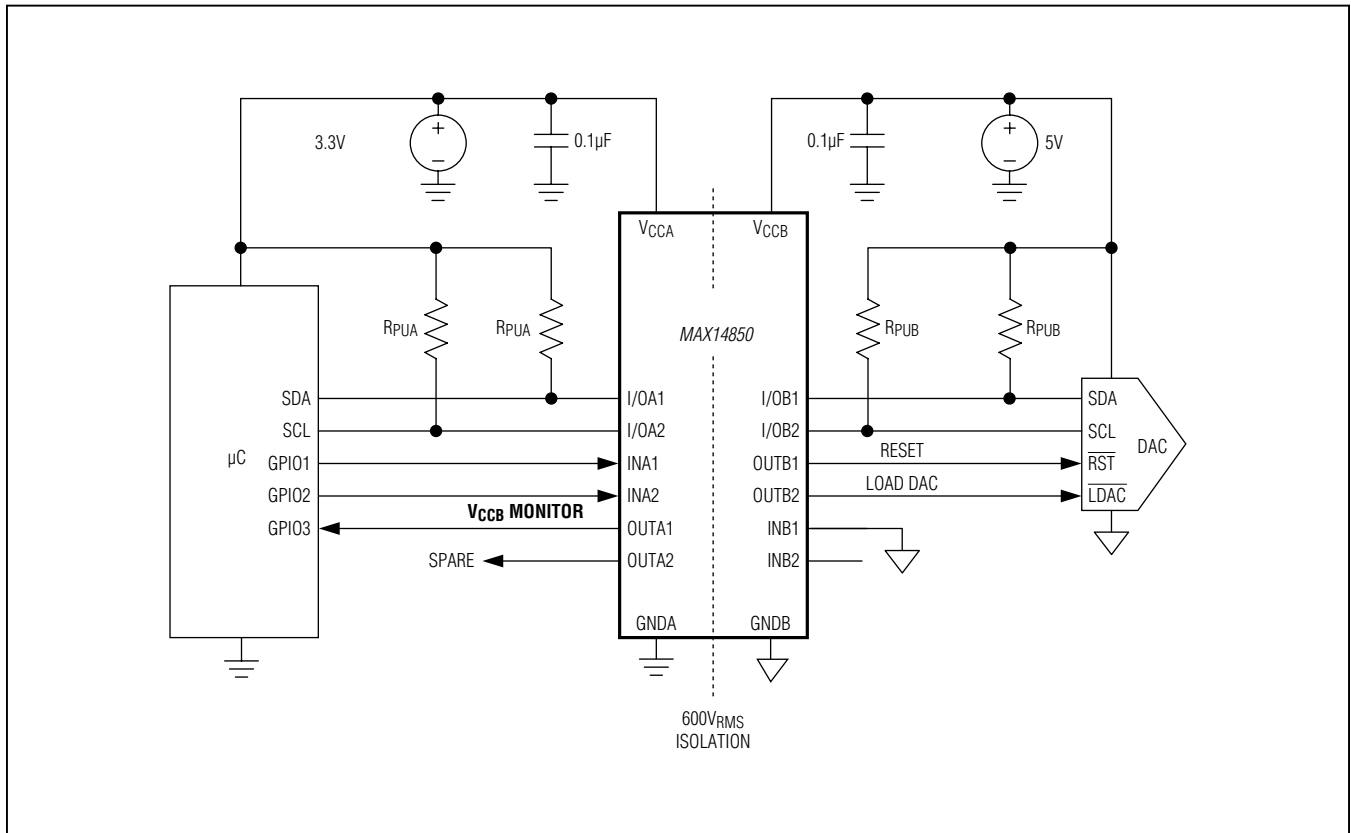 3.3V
+
−
0.1µF
0.1µF
+
−
5V
VCCA
VCCB
RPUA
RPUA
MAX14850
RPUB
RPUB
µC
SDA
SCL
GPIO1
GPIO2
GPIO3
VCCB MONITOR
SPARE
I/OA1
I/OA2
INA1
INA2
OUTA1
OUTA2
GNDA
I/OB1
I/OB2
OUTB1
OUTB2
INB1
INB2
GNDB
RESET
LOAD DAC
SDA
SCL
RST
LDAC
DAC
600VRMS
ISOLATION